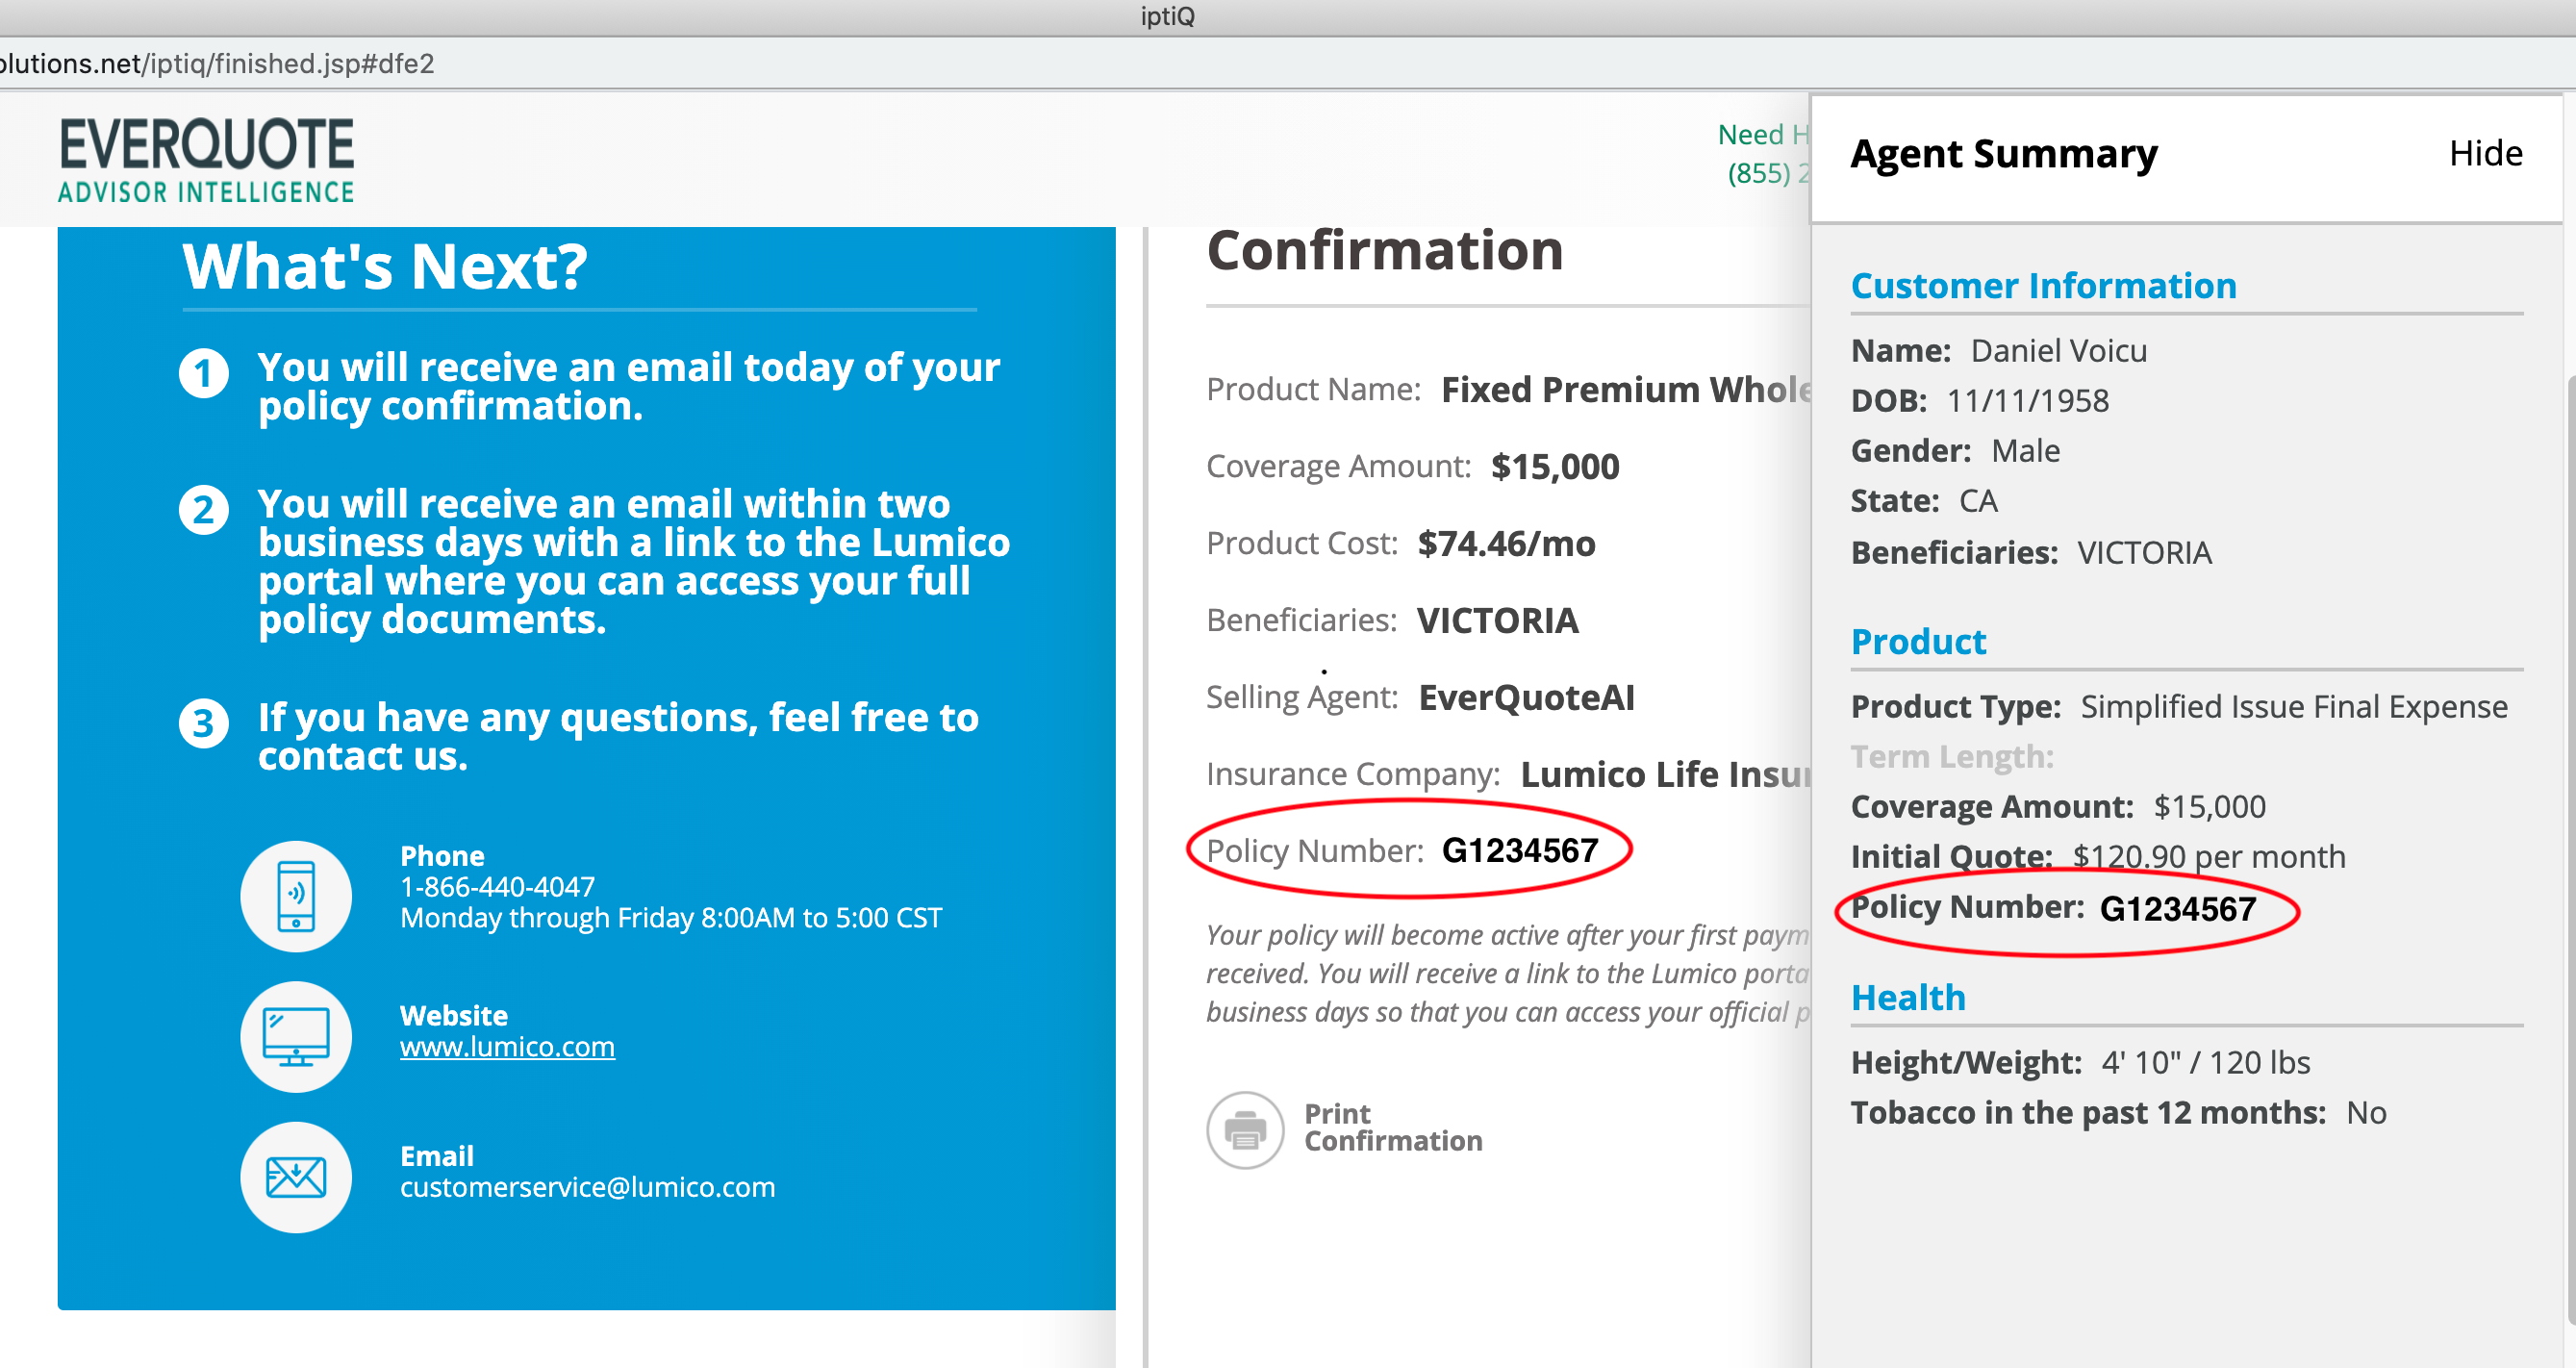 iptiQ
olutions.net/iptiq/finished.jsp#dfe2
EVERQUOTE
ADVISOR INTELLIGENCE
Need H
(855) 2
What's Next?
1 You will receive an email today of your
policy confirmation.
2 You will receive an email within two
business days with a link to the Lumico
portal where you can access your full
policy documents.
3 If you have any questions, feel free to
contact us.
Phone
1-866-440-4047
Monday through Friday 8:00AM to 5:00 CST
Website
www.lumico.com
Email
customerservice@lumico.com
Confirmation
Product Name: Fixed Premium Whole
Coverage Amount: $15,000
Product Cost: $74.46/mo
Beneficiaries: VICTORIA
Selling Agent: EverQuoteAI
Insurance Company: Lumico Life Insur
Policy Number: G1234567
Your policy will become active after your first paym
received. You will receive a link to the Lumico porta
business days so that you can access your official p
Print
Confirmation
Agent Summary Hide
Customer Information
Name: Daniel Voicu
DOB: 11/11/1958
Gender: Male
State: CA
Beneficiaries: VICTORIA
Product
Product Type: Simplified Issue Final Expense
Term Length:
Coverage Amount: $15,000
Initial Quote: $120.90 per month
Policy Number: G1234567
Health
Height/Weight: 4' 10" / 120 lbs
Tobacco in the past 12 months: No